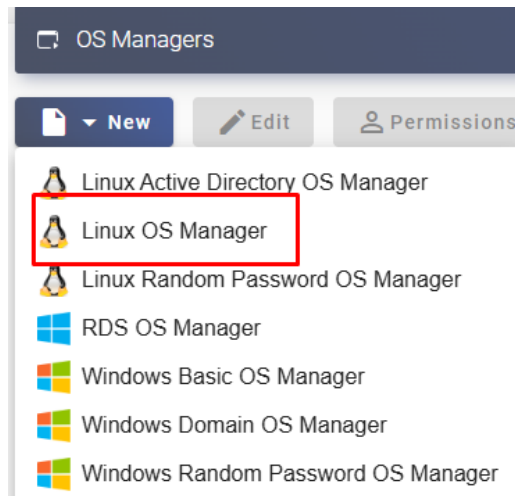 OS Managers
New Edit Permissions
Linux Active Directory OS Manager
Linux OS Manager
Linux Random Password OS Manager
RDS OS Manager
Windows Basic OS Manager
Windows Domain OS Manager
Windows Random Password OS Manager